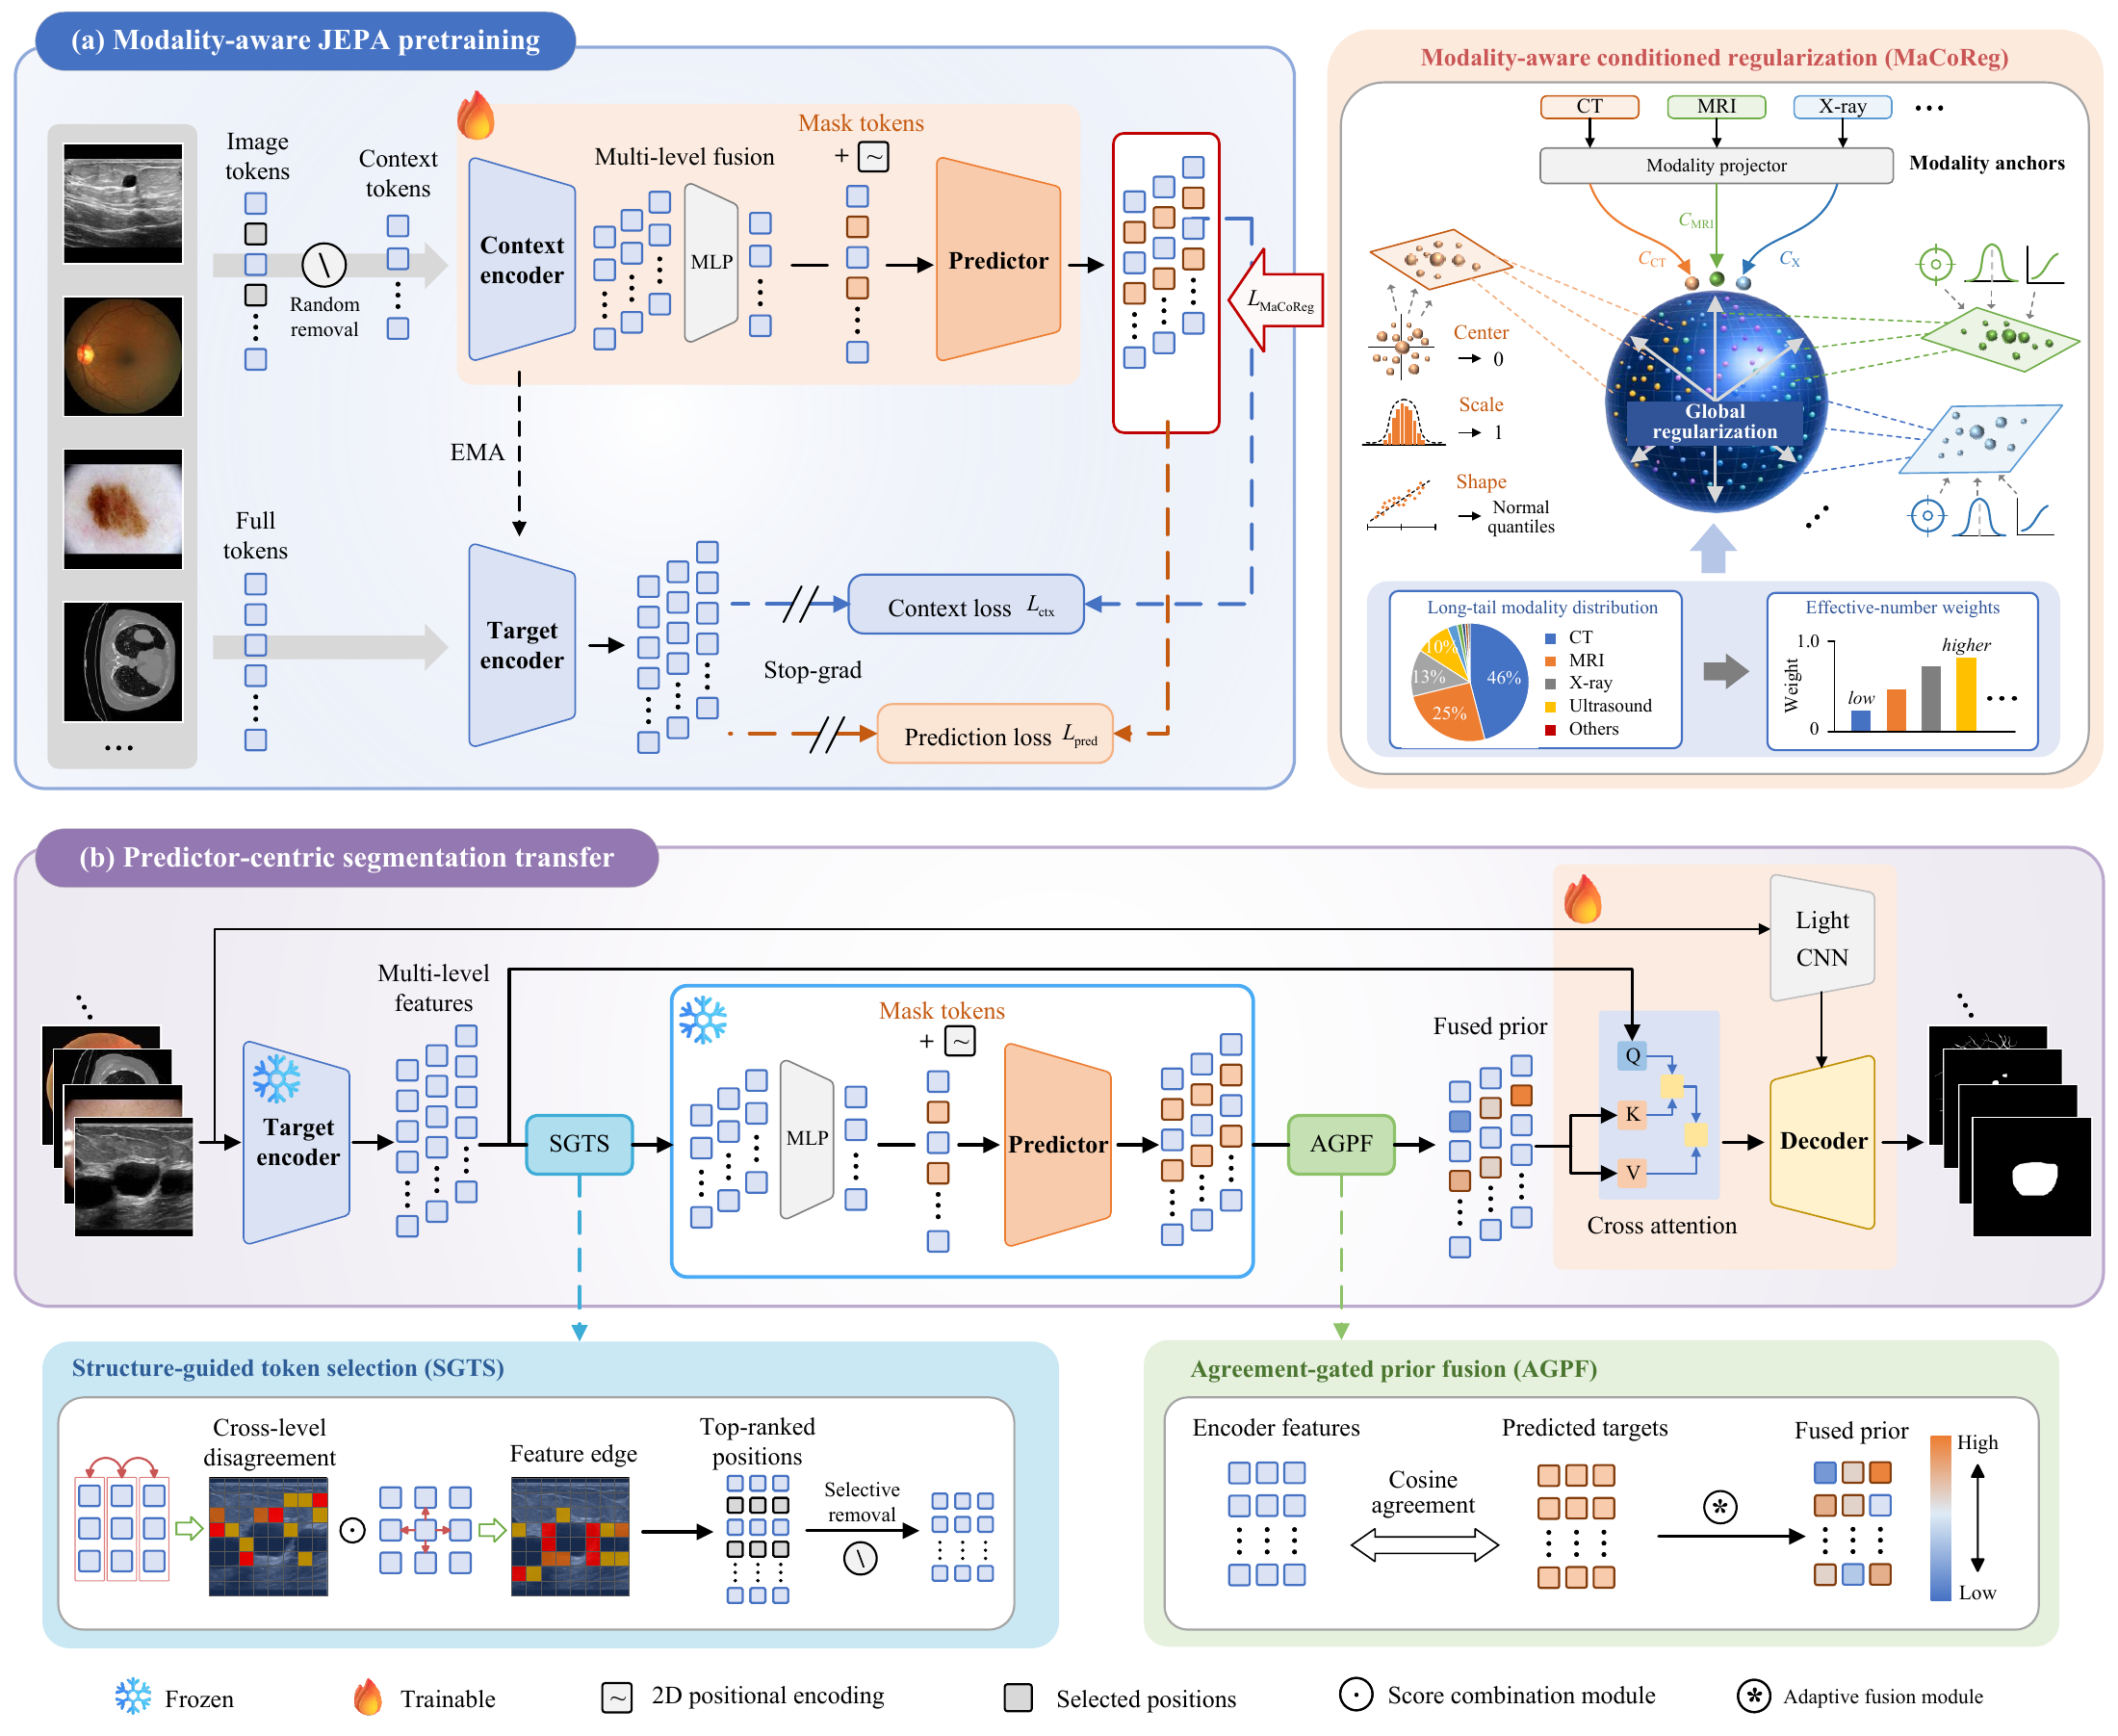 (a) Modality-aware JEPA pretraining
Image
tokens
Context
tokens
Random
removal
Multi-level fusion
Mask tokens
+ ~
Context
encoder
MLP
Predictor
L MaCoReg
EMA
Full
tokens
Target
encoder
Context loss L ctx
Stop-grad
Prediction loss L pred
Modality-aware conditioned regularization (MaCoReg)
CT
MRI
X-ray
Modality projector
Modality anchors
C MRI
C CT
C X
Center
0
Scale
1
Shape
Normal
quantiles
Global
regularization
Long-tail modality distribution
46%
25%
13%
10%
CT
MRI
X-ray
Ultrasound
Others
Effective-number weights
Weight
1.0
0
low
higher
(b) Predictor-centric segmentation transfer
Multi-level
features
Target
encoder
SGTS
Mask tokens
+ ~
MLP
Predictor
AGPF
Fused prior
Q
K
V
Cross attention
Light
CNN
Decoder
Structure-guided token selection (SGTS)
Cross-level
disagreement
Feature edge
Top-ranked
positions
Selective
removal
Agreement-gated prior fusion (AGPF)
Encoder features
Cosine
agreement
Predicted targets
*
Fused prior
High
Low
Frozen
Trainable
~ 2D positional encoding
Selected positions
Score combination module
* Adaptive fusion module